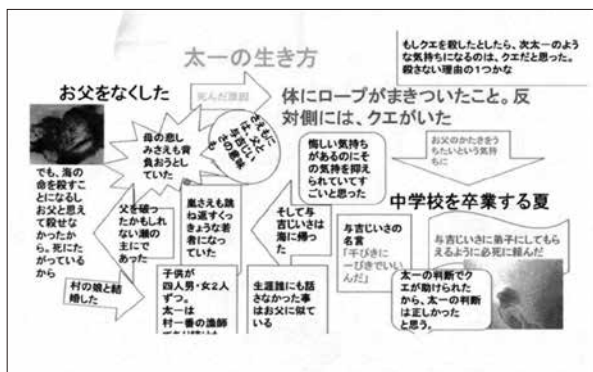 太一の生き方
もしクエを殺したとしたら、次太一のよう
な気持ちになるのは、クエだと思った。
殺さない理由の1つかな
お父をなくした
死んだ原因
体にロープがまきついたこと。反
対側には、クエがいた
母の悲し
みさえも背
負おうとし
ていた
さえもに
は、父と
与吉じい
さの意味
も
悔しい気持ち
があるのにそ
の気持を抑え
られていてす
ごいと思った
お父のかたきをう
ちたいという気持
ちに
中学校を卒業する夏
でも、海の
命を殺すこ
とになるし
お父と思え
て殺せな
かったか
ら。死にた
がっている
から
父を破っ
たかもしれ
ない瀬の
主にで
あった
嵐さえも跳
ね返すくっ
きょうな若
者になっ
ていた
そして与
吉じいさは
海に帰っ
た
与吉じいさの
名言
「千びきに
一ぴきでいい
んだ」
与吉じいさに弟子にしてもら
えるように必死に頼んだ
村の娘と結
婚した
子供が
四人男・女2人
ずつ。
太一は
村一番の漁師
生涯誰にも話
さなかった事
はお父に似て
いる
太一の判断でク
エが助けられた
から、太一の判断
は正しかった
と思う。